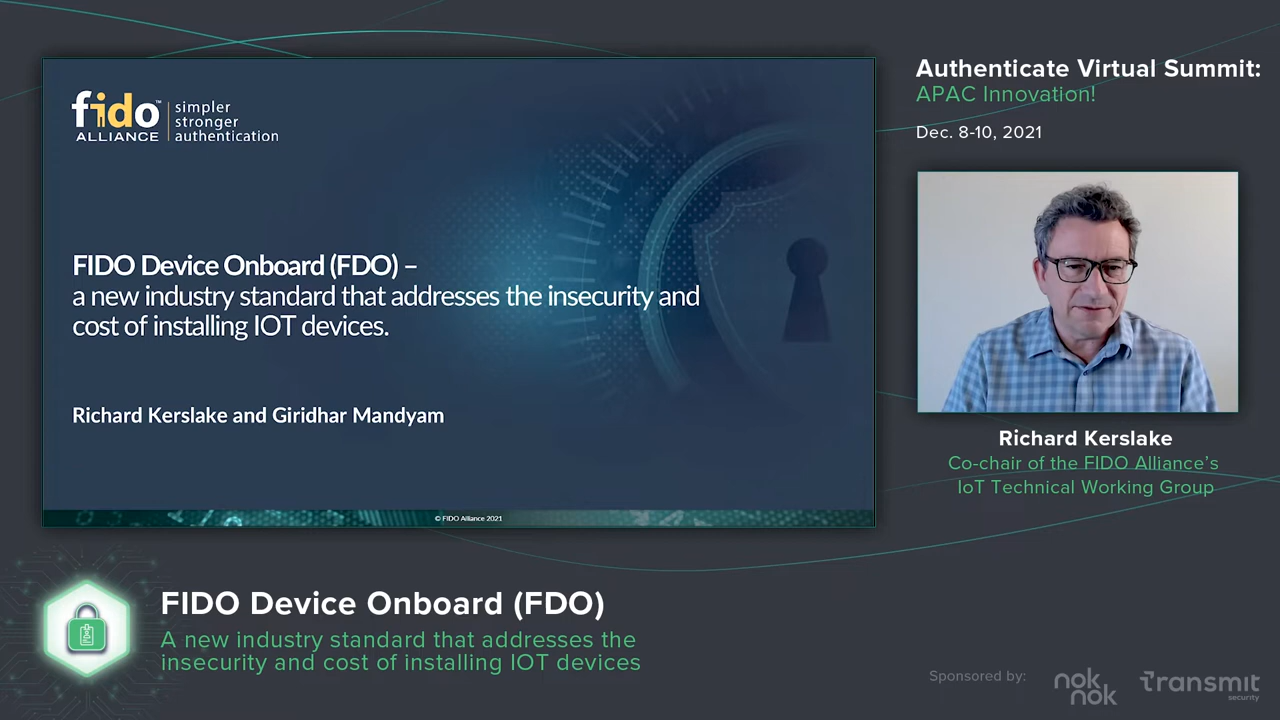 fido™
ALLIANCE
simpler
stronger
authentication
FIDO Device Onboard (FDO) –
a new industry standard that addresses the insecurity and
cost of installing IOT devices.
Richard Kerslake and Giridhar Mandyam
© FIDO Alliance 2021
Authenticate Virtual Summit:
APAC Innovation!
Dec. 8-10, 2021
Richard Kerslake
Co-chair of the FIDO Alliance's
IoT Technical Working Group
FIDO Device Onboard (FDO)
A new industry standard that addresses the
insecurity and cost of installing IOT devices
Sponsored by:
nok
nok
Transmit
security